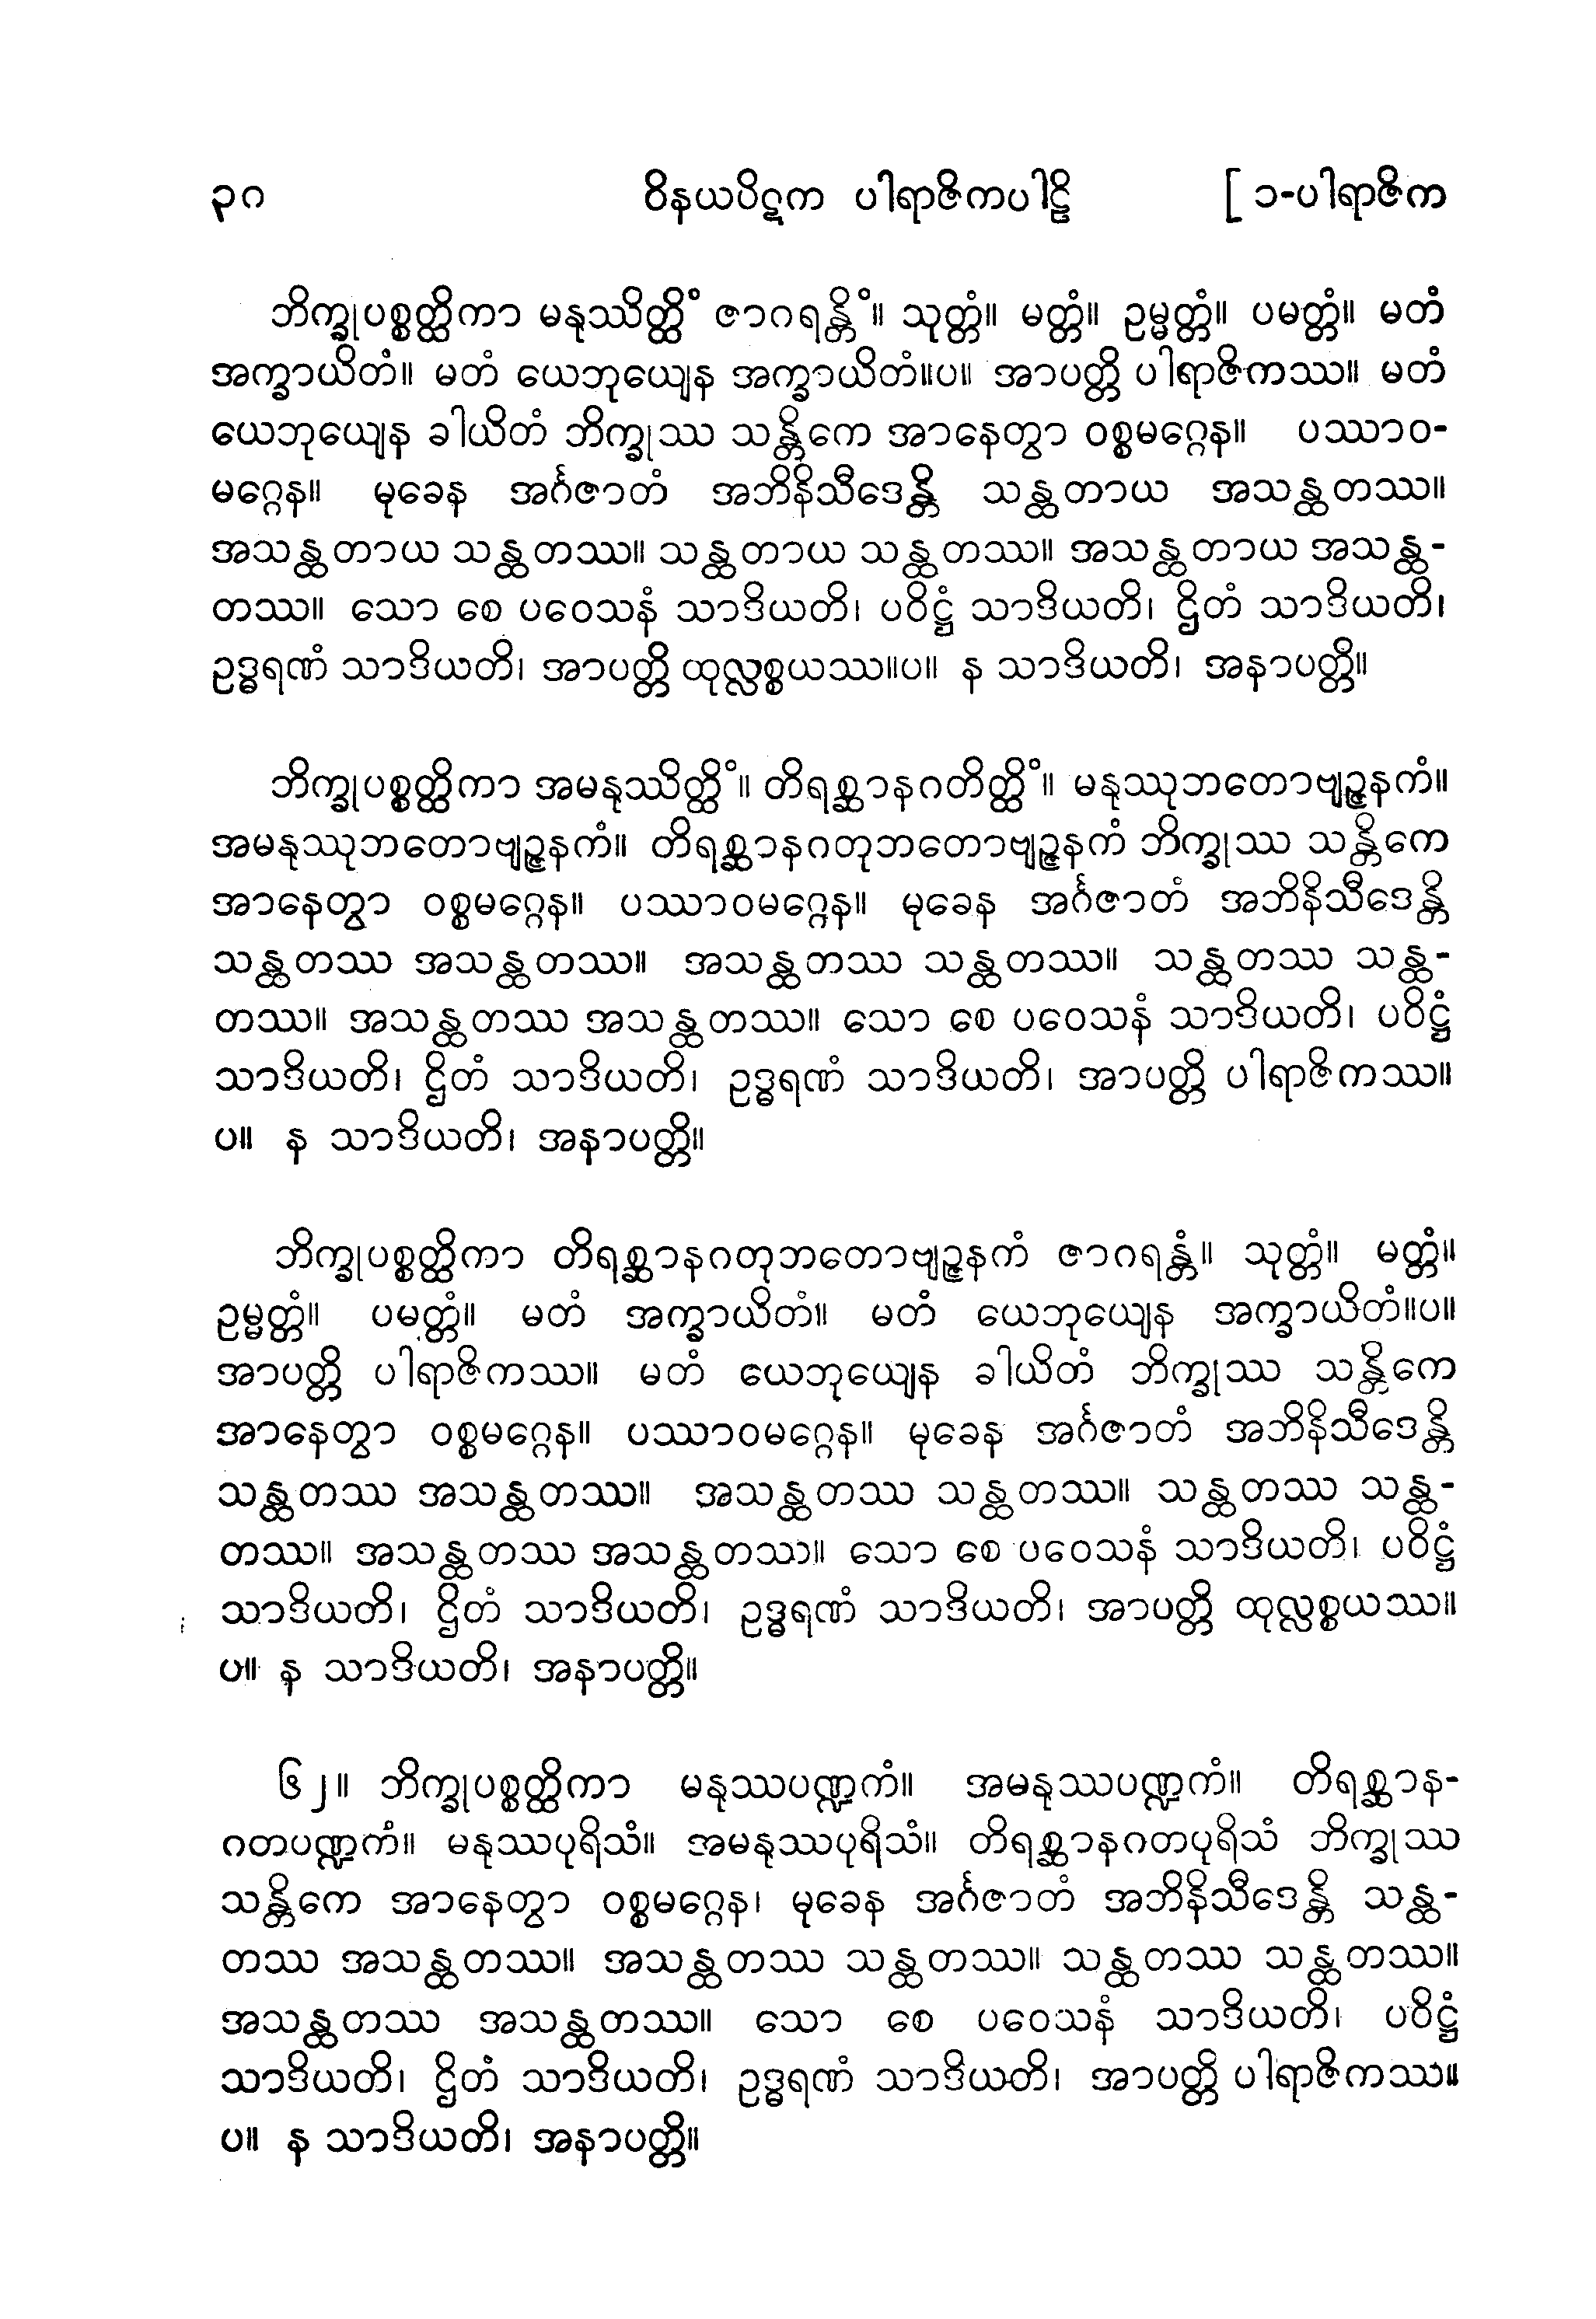 ၃၀ ဝိနယပိဋက ပါရာဇိကပါဠိ [ ၁-ပါရာဇိက
ဘိက္ခုပစ္စတ္ထိကာ မနုဿိတ္ထိံ ဇာဂရန္တိံ။ သုတ္တံ။ မတ္တံ။ ဥမ္မတ္တံ။ ပမတ္တံ။ မတံ
အက္ခာယိတံ။ မတံ ယေဘုယျေန အက္ခာယိတံ။ပ။ အာပတ္တိ ပါရာဇိကဿ။ မတံ
ယေဘုယျေန ခါယိတံ ဘိက္ခုဿ သန္တိကေ အာနေတွာ ဝစ္စမဂ္ဂေန။ ပဿာဝ-
မဂ္ဂေန။ မုခေန အင်္ဂဇာတံ အဘိနိသီဒေန္တိ သန္ထတာယ အသန္ထတဿ။
အသန္ထတာယ သန္ထတဿ။ သန္ထတာယ သန္ထတဿ။ အသန္ထတာယ အသန္ထ-
တဿ။ သော စေ ပဝေသနံ သာဒိယတိ၊ ပဝိဋ္ဌံ သာဒိယတိ၊ ဌိတံ သာဒိယတိ၊
ဥဒ္ဓရဏံ သာဒိယတိ၊ အာပတ္တိ ထုလ္လစ္စယဿ။ပ။ န သာဒိယတိ၊ အနာပတ္တိ။
ဘိက္ခုပစ္စတ္ထိကာ အမနုဿိတ္ထိံ။ တိရစ္ဆာနဂတိတ္ထိံ။ မနုဿုဘတောဗျဉ္ဇနကံ။
အမနုဿုဘတောဗျဉ္ဇနကံ။ တိရစ္ဆာနဂတုဘတောဗျဉ္ဇနကံ ဘိက္ခုဿ သန္တိကေ
အာနေတွာ ဝစ္စမဂ္ဂေန။ ပဿာဝမဂ္ဂေန။ မုခေန အင်္ဂဇာတံ အဘိနိသီဒေန္တိ
သန္ထတဿ အသန္ထတဿ။ အသန္ထတဿ သန္ထတဿ။ သန္ထတဿ သန္ထ-
တဿ။ အသန္ထတဿ အသန္ထတဿ။ သော စေ ပဝေသနံ သာဒိယတိ၊ ပဝိဋ္ဌံ
သာဒိယတိ၊ ဌိတံ သာဒိယတိ၊ ဥဒ္ဓရဏံ သာဒိယတိ၊ အာပတ္တိ ပါရာဇိကဿ။
ပ။ န သာဒိယတိ၊ အနာပတ္တိ။
ဘိက္ခုပစ္စတ္ထိကာ တိရစ္ဆာနဂတုဘတောဗျဉ္ဇနကံ ဇာဂရန္တံ။ သုတ္တံ။ မတ္တံ။
ဥမ္မတ္တံ။ ပမတ္တံ။ မတံ အက္ခာယိတံ။ မတံ ယေဘုယျေန အက္ခာယိတံ။ပ။
အာပတ္တိ ပါရာဇိကဿ။ မတံ ယေဘုယျေန ခါယိတံ ဘိက္ခုဿ သန္တိကေ
အာနေတွာ ဝစ္စမဂ္ဂေန။ ပဿာဝမဂ္ဂေန။ မုခေန အင်္ဂဇာတံ အဘိနိသီဒေန္တိ
သန္ထတဿ အသန္ထတဿ။ အသန္ထတဿ သန္ထတဿ။ သန္ထတဿ သန္ထ-
တဿ။ အသန္ထတဿ အသန္ထတဿ။ သော စေ ပဝေသနံ သာဒိယတိ၊ ပဝိဋ္ဌံ
သာဒိယတိ၊ ဌိတံ သာဒိယတိ၊ ဥဒ္ဓရဏံ သာဒိယတိ၊ အာပတ္တိ ထုလ္လစ္စယဿ။
ပ။ န သာဒိယတိ၊ အနာပတ္တိ။
၆၂။ ဘိက္ခုပစ္စတ္ထိကာ မနုဿပဏ္ဍကံ။ အမနုဿပဏ္ဍကံ။ တိရစ္ဆာန-
ဂတပဏ္ဍကံ။ မနုဿပုရိသံ။ အမနုဿပုရိသံ။ တိရစ္ဆာနဂတပုရိသံ ဘိက္ခုဿ
သန္တိကေ အာနေတွာ ဝစ္စမဂ္ဂေန၊ မုခေန အင်္ဂဇာတံ အဘိနိသီဒေန္တိ သန္ထ-
တဿ အသန္ထတဿ။ အသန္ထတဿ သန္ထတဿ။ သန္ထတဿ သန္ထတဿ။
အသန္ထတဿ အသန္ထတဿ။ သော စေ ပဝေသနံ သာဒိယတိ၊ ပဝိဋ္ဌံ
သာဒိယတိ၊ ဌိတံ သာဒိယတိ၊ ဥဒ္ဓရဏံ သာဒိယတိ၊ အာပတ္တိ ပါရာဇိကဿ။
ပ။ န သာဒိယတိ၊ အနာပတ္တိ။